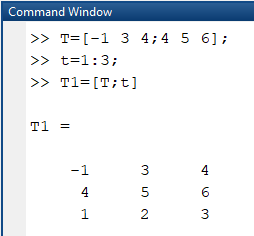 Command Window
>> T=[-1 3 4;4 5 6];
>> t=1:3;
>> T1=[T;t]
T1 =
-1 3 4
4 5 6
1 2 3